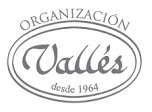 ORGANIZACIÓN
Vallés
desde 1964